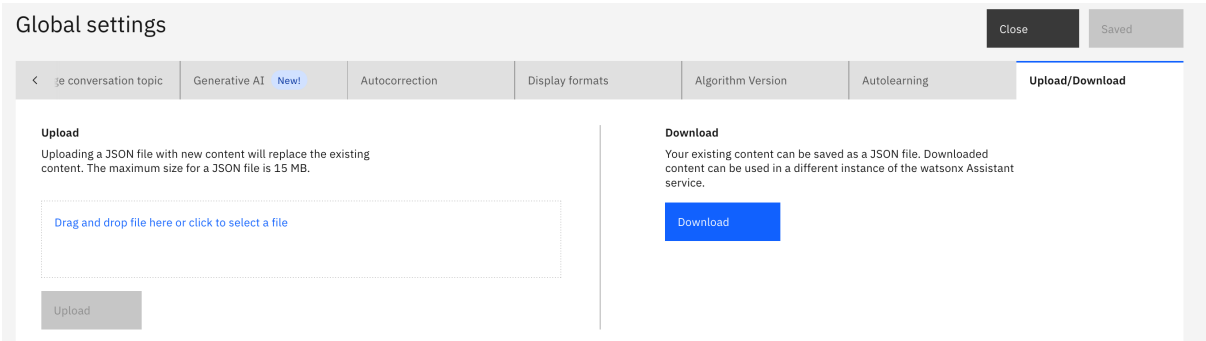 Global settings
Close
Saved
ge conversation topic
Generative AI New!
Autocorrection
Display formats
Algorithm Version
Autolearning
Upload/Download
Upload
Uploading a JSON file with new content will replace the existing
content. The maximum size for a JSON file is 15 MB.
Drag and drop file here or click to select a file
Upload
Download
Your existing content can be saved as a JSON file. Downloaded
content can be used in a different instance of the watsonx Assistant
service.
Download